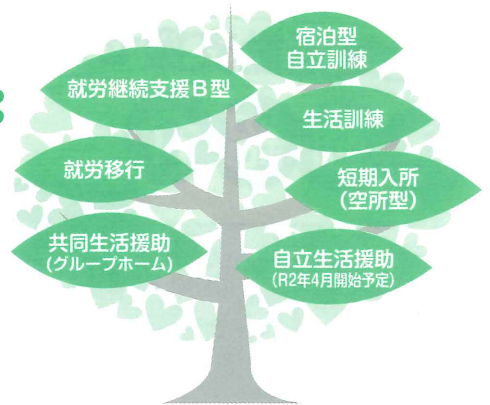 宿泊型
自立訓練
就労継続支援B型
生活訓練
就労移行
短期入所
(空所型)
共同生活援助
(グループホーム)
自立生活援助
(R2年4月開始予定)